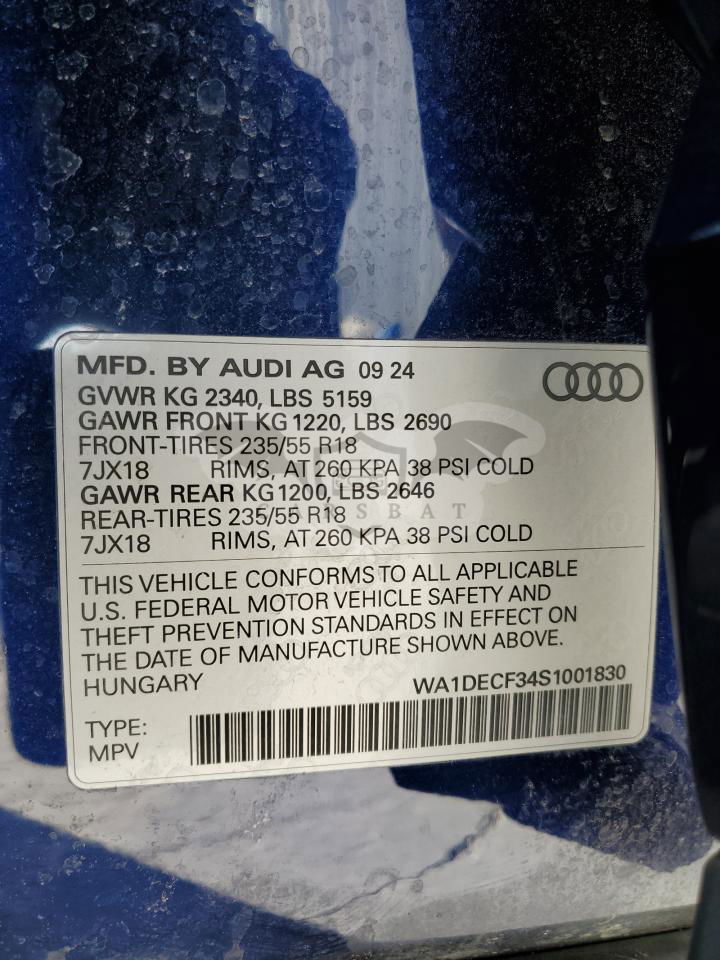 MFD. BY AUDI AG 09 24
GVWR KG 2340, LBS 5159
GAWR FRONT KG 1220, LBS 2690
FRONT-TIRES 235/55 R18
7JX18 RIMS, AT 260 KPA 38 PSI COLD
GAWR REAR KG1200, LBS 2646
CARSBAT
REAR-TIRES 235/55 R18
7JX18 RIMS, AT 260 KPA 38 PSI COLD
THIS VEHICLE CONFORMS TO ALL APPLICABLE
U.S. FEDERAL MOTOR VEHICLE SAFETY AND
THEFT PREVENTION STANDARDS IN EFFECT ON
THE DATE OF MANUFACTURE SHOWN ABOVE.
HUNGARY WA1DECF34S1001830
TYPE:
MPV